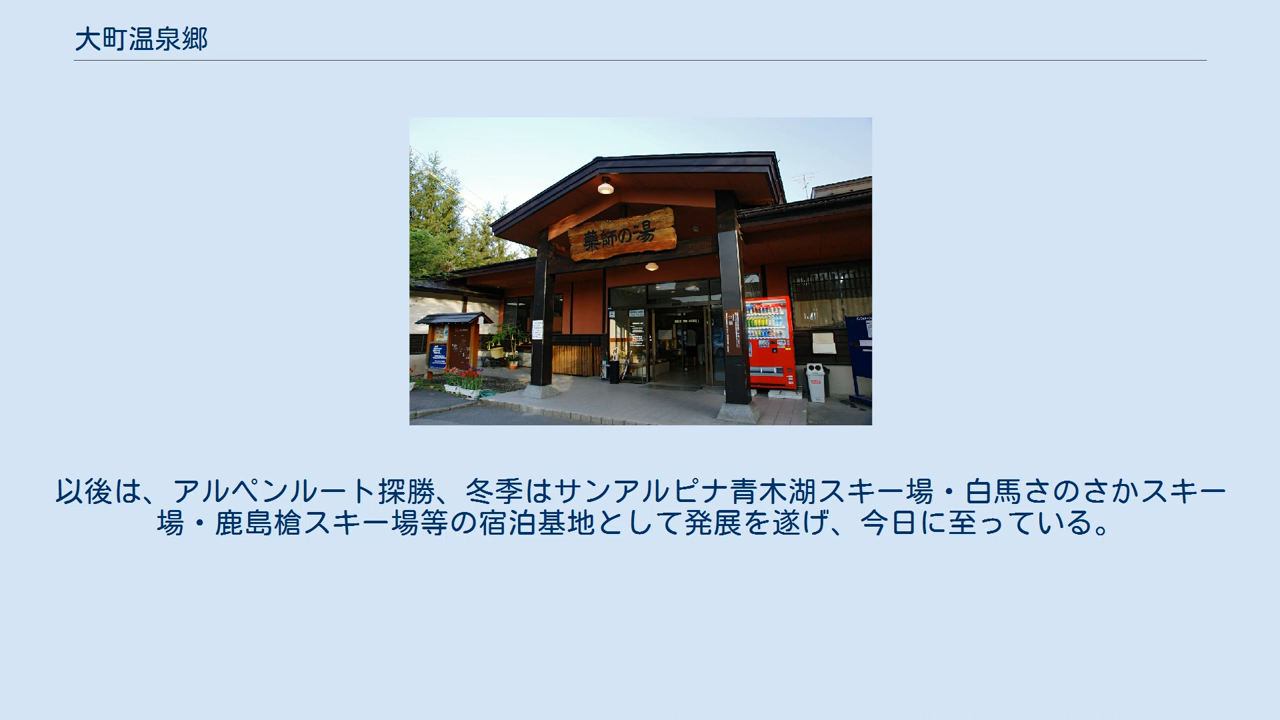 大町温泉郷
薬師の湯
以後は、アルペンルート探勝、冬季はサンアルピナ青木湖スキー場・白馬さのさかスキー
場・鹿島槍スキー場等の宿泊基地として発展を遂げ、今日に至っている。